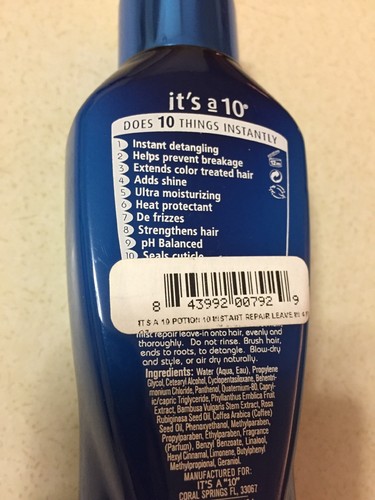 it's a 10®
DOES 10 THINGS INSTANTLY
1 Instant detangling
2 Helps prevent breakage
3 Extends color treated hair
4 Adds shine
5 Ultra moisturizing
6 Heat protectant
7 De frizzes
8 Strengthens hair
9 pH Balanced
10 Seals cuticle
8 43992 00792 9
IT S A 10 POTION 10 INSTANT REPAIR LEAVE IN
mist repair leave-in onto hair, evenly and
thoroughly. Do not rinse. Brush hair,
ends to roots, to detangle. Blow-dry
and style, or air dry naturally.
Ingredients: Water (Aqua, Eau), Propylene
Glycol, Cetearyl Alcohol, Cyclopentasiloxane, Behentri-
monium Chloride, Panthenol, Quaternium-80, Capryl-
ic/capric Triglyceride, Phyllanthus Emblica Fruit
Extract, Bambusa Vulgaris Stem Extract, Rosa
Rubiginosa Seed Oil, Coffea Arabica (Coffee)
Seed Oil, Phenoxyethanol, Methylparaben,
Propylparaben, Ethylparaben, Fragrance
(Parfum), Benzyl Benzoate, Linalool,
Hexyl Cinnamal, Limonene, Butylphenyl
Methylpropional, Geraniol.
MANUFACTURED FOR:
IT'S A "10"
CORAL SPRINGS FL, 33067